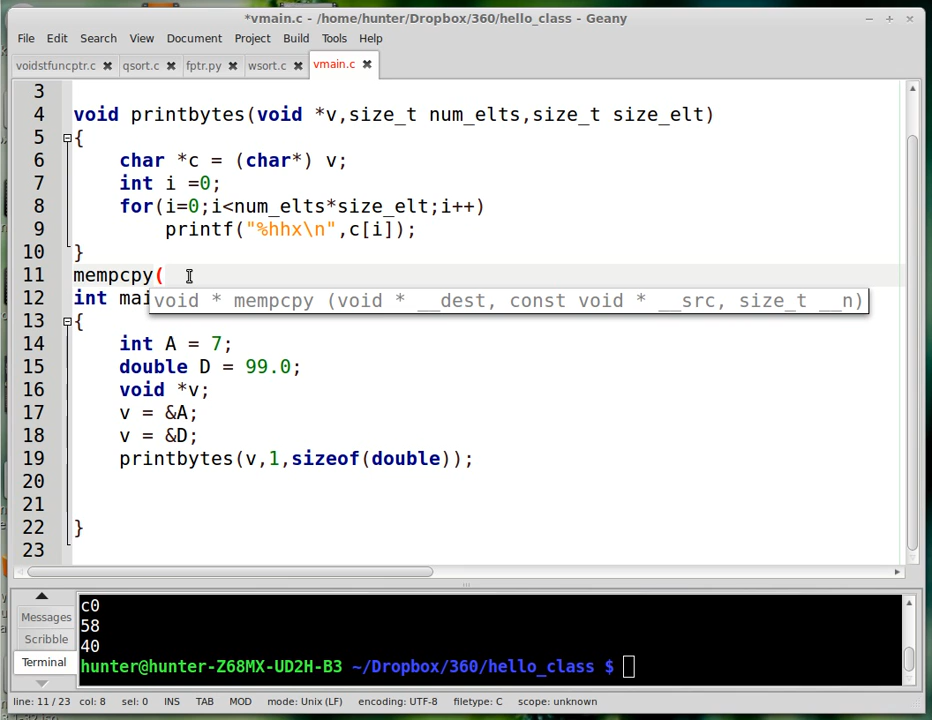 *vmain.c - /home/hunter/Dropbox/360/hello_class - Geany
File Edit Search View Document Project Build Tools Help
voidstfuncptr.c qsort.c fptr.py wsort.c vmain.c
3
4 void printbytes(void *v,size_t num_elts,size_t size_elt)
5 {
6 char *c = (char*) v;
7 int i =0;
8 for(i=0;i<num_elts*size_elt;i++)
9 printf("%hhx\n",c[i]);
10 }
11 mempcpy(
12 int mai
void * mempcpy (void * __dest, const void * __src, size_t __n)
13 {
14 int A = 7;
15 double D = 99.0;
16 void *v;
17 v = &A;
18 v = &D;
19 printbytes(v,1,sizeof(double));
20
21
22 }
23
Messages
Scribble
Terminal
c0
58
40
hunter@hunter-Z68MX-UD2H-B3 ~/Dropbox/360/hello_class $
line: 11 / 23 col: 8 sel: 0 INS TAB MOD mode: Unix (LF) encoding: UTF-8 filetype: C scope: unknown